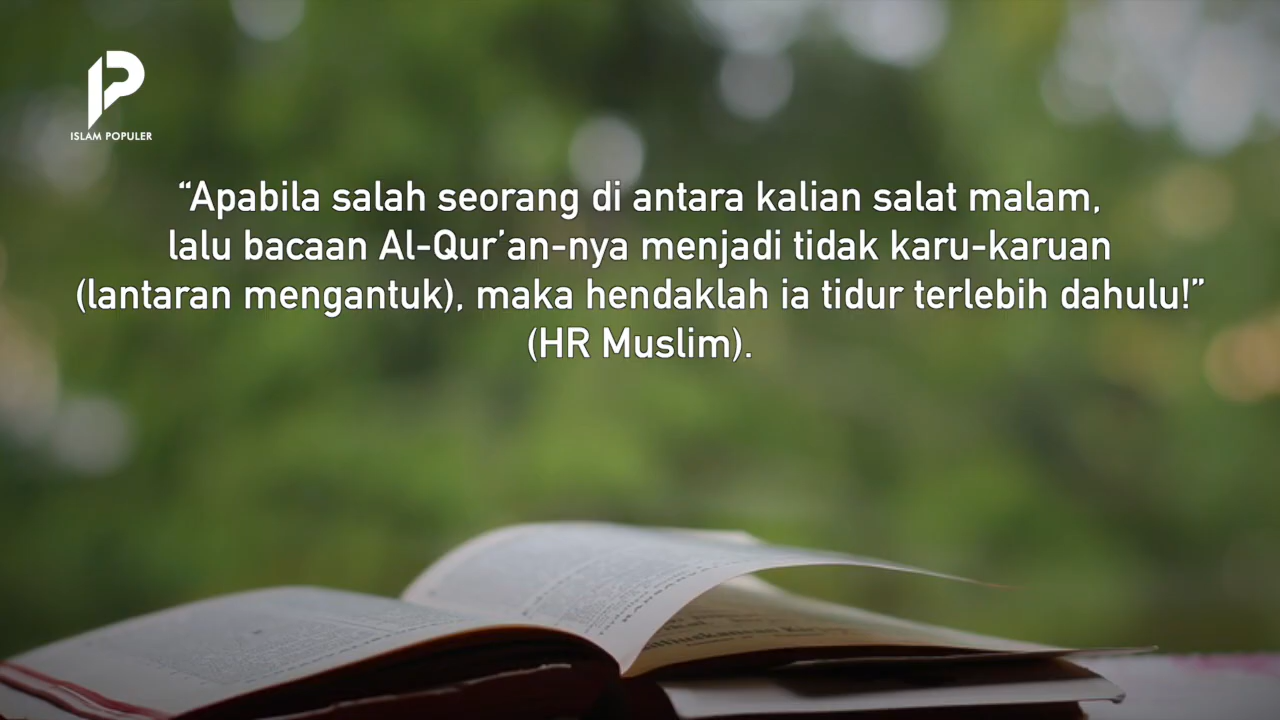 ISLAM POPULER
“Apabila salah seorang di antara kalian salat malam,
lalu bacaan Al-Qur’an-nya menjadi tidak karu-karuan
(lantaran mengantuk), maka hendaklah ia tidur terlebih dahulu!”
(HR Muslim).